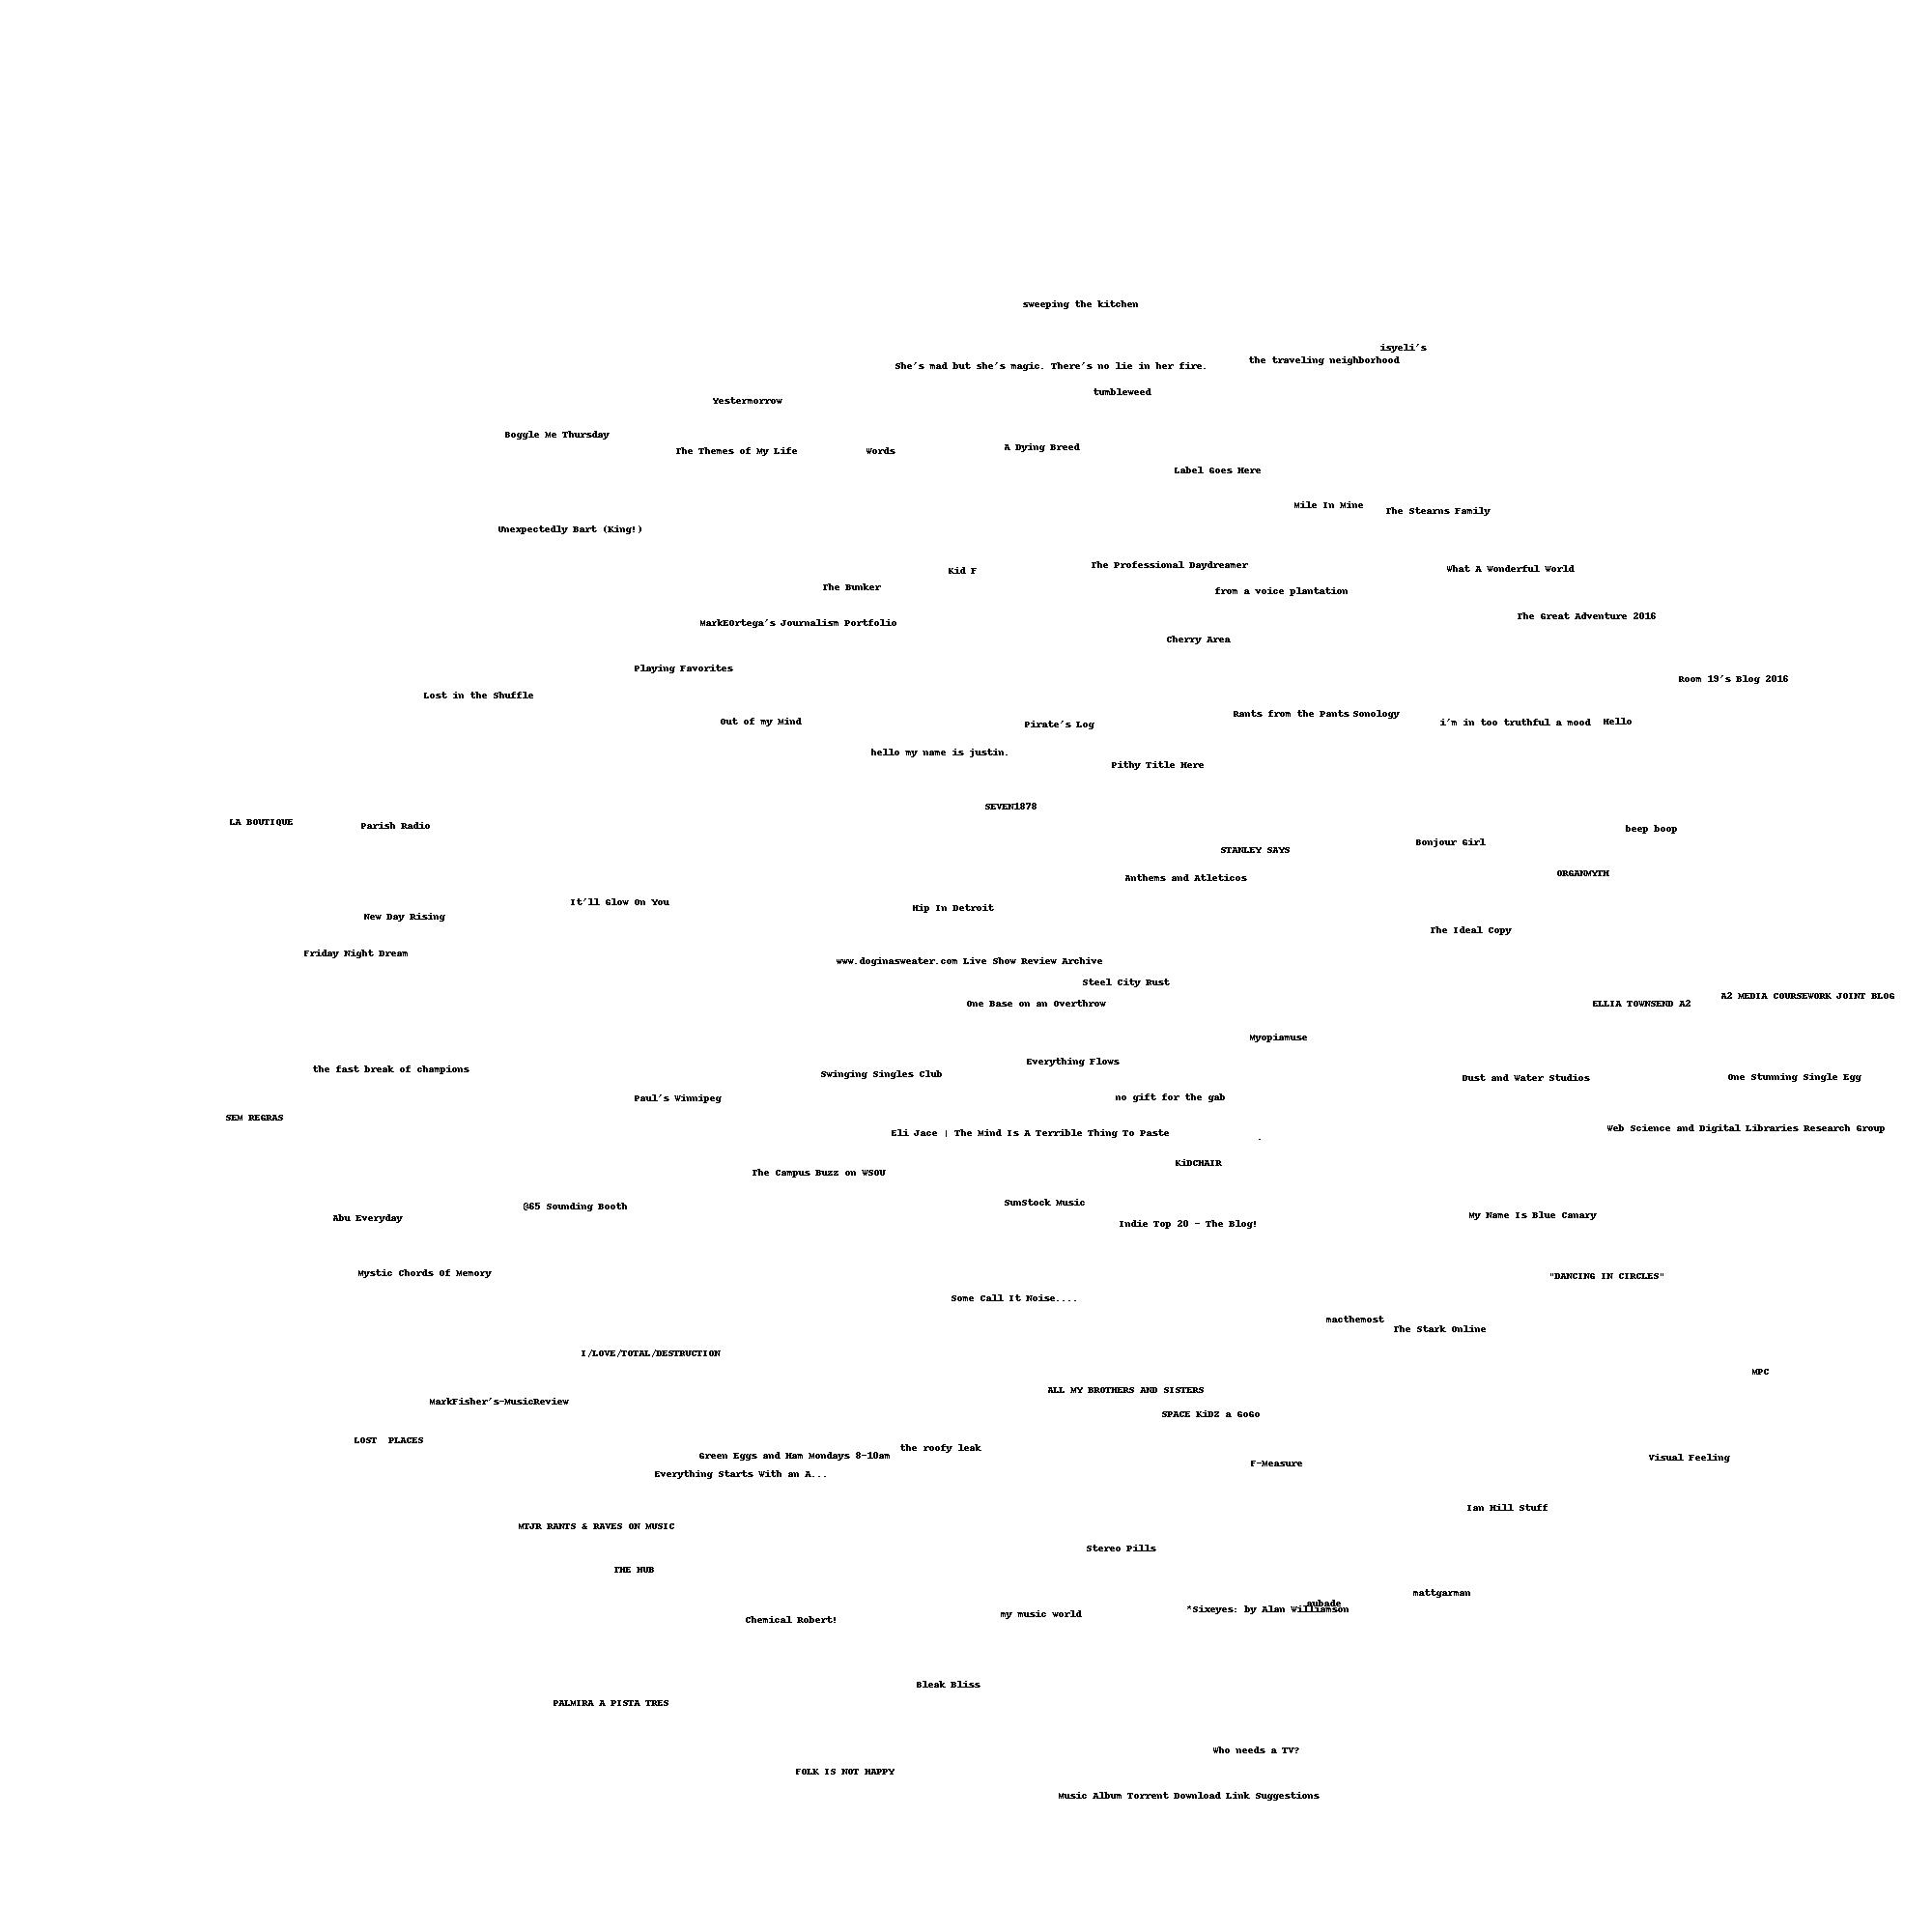 sweeping the kitchen
isyeli's
the traveling neighborhood
She's mad but she's magic. There's no lie in her fire.
tumbleweed
Yestermorrow
Boggle Me Thursday
The Themes of My Life
Words
A Dying Breed
Label Goes Here
Mile In Mine
The Stearns Family
Unexpectedly Bart (King!)
Kid F
The Professional Daydreamer
What A Wonderful World
The Bunker
from a voice plantation
The Great Adventure 2016
MarkEOrtega's Journalism Portfolio
Cherry Area
Playing Favorites
Room 19's Blog 2016
Lost in the Shuffle
Out of my Mind
Pirate's Log
Rants from the Pants
Sonology
i'm in too truthful a mood
Hello
hello my name is justin.
Pithy Title Here
SEVEN1878
LA BOUTIQUE
Parish Radio
beep boop
Bonjour Girl
STANLEY SAYS
Anthems and Atleticos
ORGANMYTH
It'll Glow On You
Hip In Detroit
New Day Rising
The Ideal Copy
Friday Night Dream
www.doginasweater.com Live Show Review Archive
Steel City Rust
One Base on an Overthrow
ELLIA TOWNSEND A2
A2 MEDIA COURSEWORK JOINT BLOG
Myopiamuse
Everything Flows
the fast break of champions
Swinging Singles Club
Dust and Water Studios
One Stunning Single Egg
Paul's Winnipeg
no gift for the gab
SEM REGRAS
Eli Jace | The Mind Is A Terrible Thing To Paste
.
Web Science and Digital Libraries Research Group
KiDCHAIR
The Campus Buzz on WSOU
@65 Sounding Booth
SunStock Music
Abu Everyday
Indie Top 20 - The Blog!
My Name Is Blue Canary
Mystic Chords Of Memory
"DANCING IN CIRCLES"
Some Call It Noise....
macthemost
The Stark Online
I/LOVE/TOTAL/DESTRUCTION
MPC
ALL MY BROTHERS AND SISTERS
MarkFisher's-MusicReview
SPACE KiDZ a GoGo
LOST  PLACES
the roofy leak
Green Eggs and Ham Mondays 8-10am
Visual Feeling
F-Measure
Everything Starts With an A...
Ian Hill Stuff
MTJR RANTS & RAVES ON MUSIC
Stereo Pills
THE HUB
mattgarman
aubade
*Sixeyes: by Alan Williamson
my music world
Chemical Robert!
Bleak Bliss
PALMIRA A PISTA TRES
Who needs a TV?
FOLK IS NOT HAPPY
Music Album Torrent Download Link Suggestions